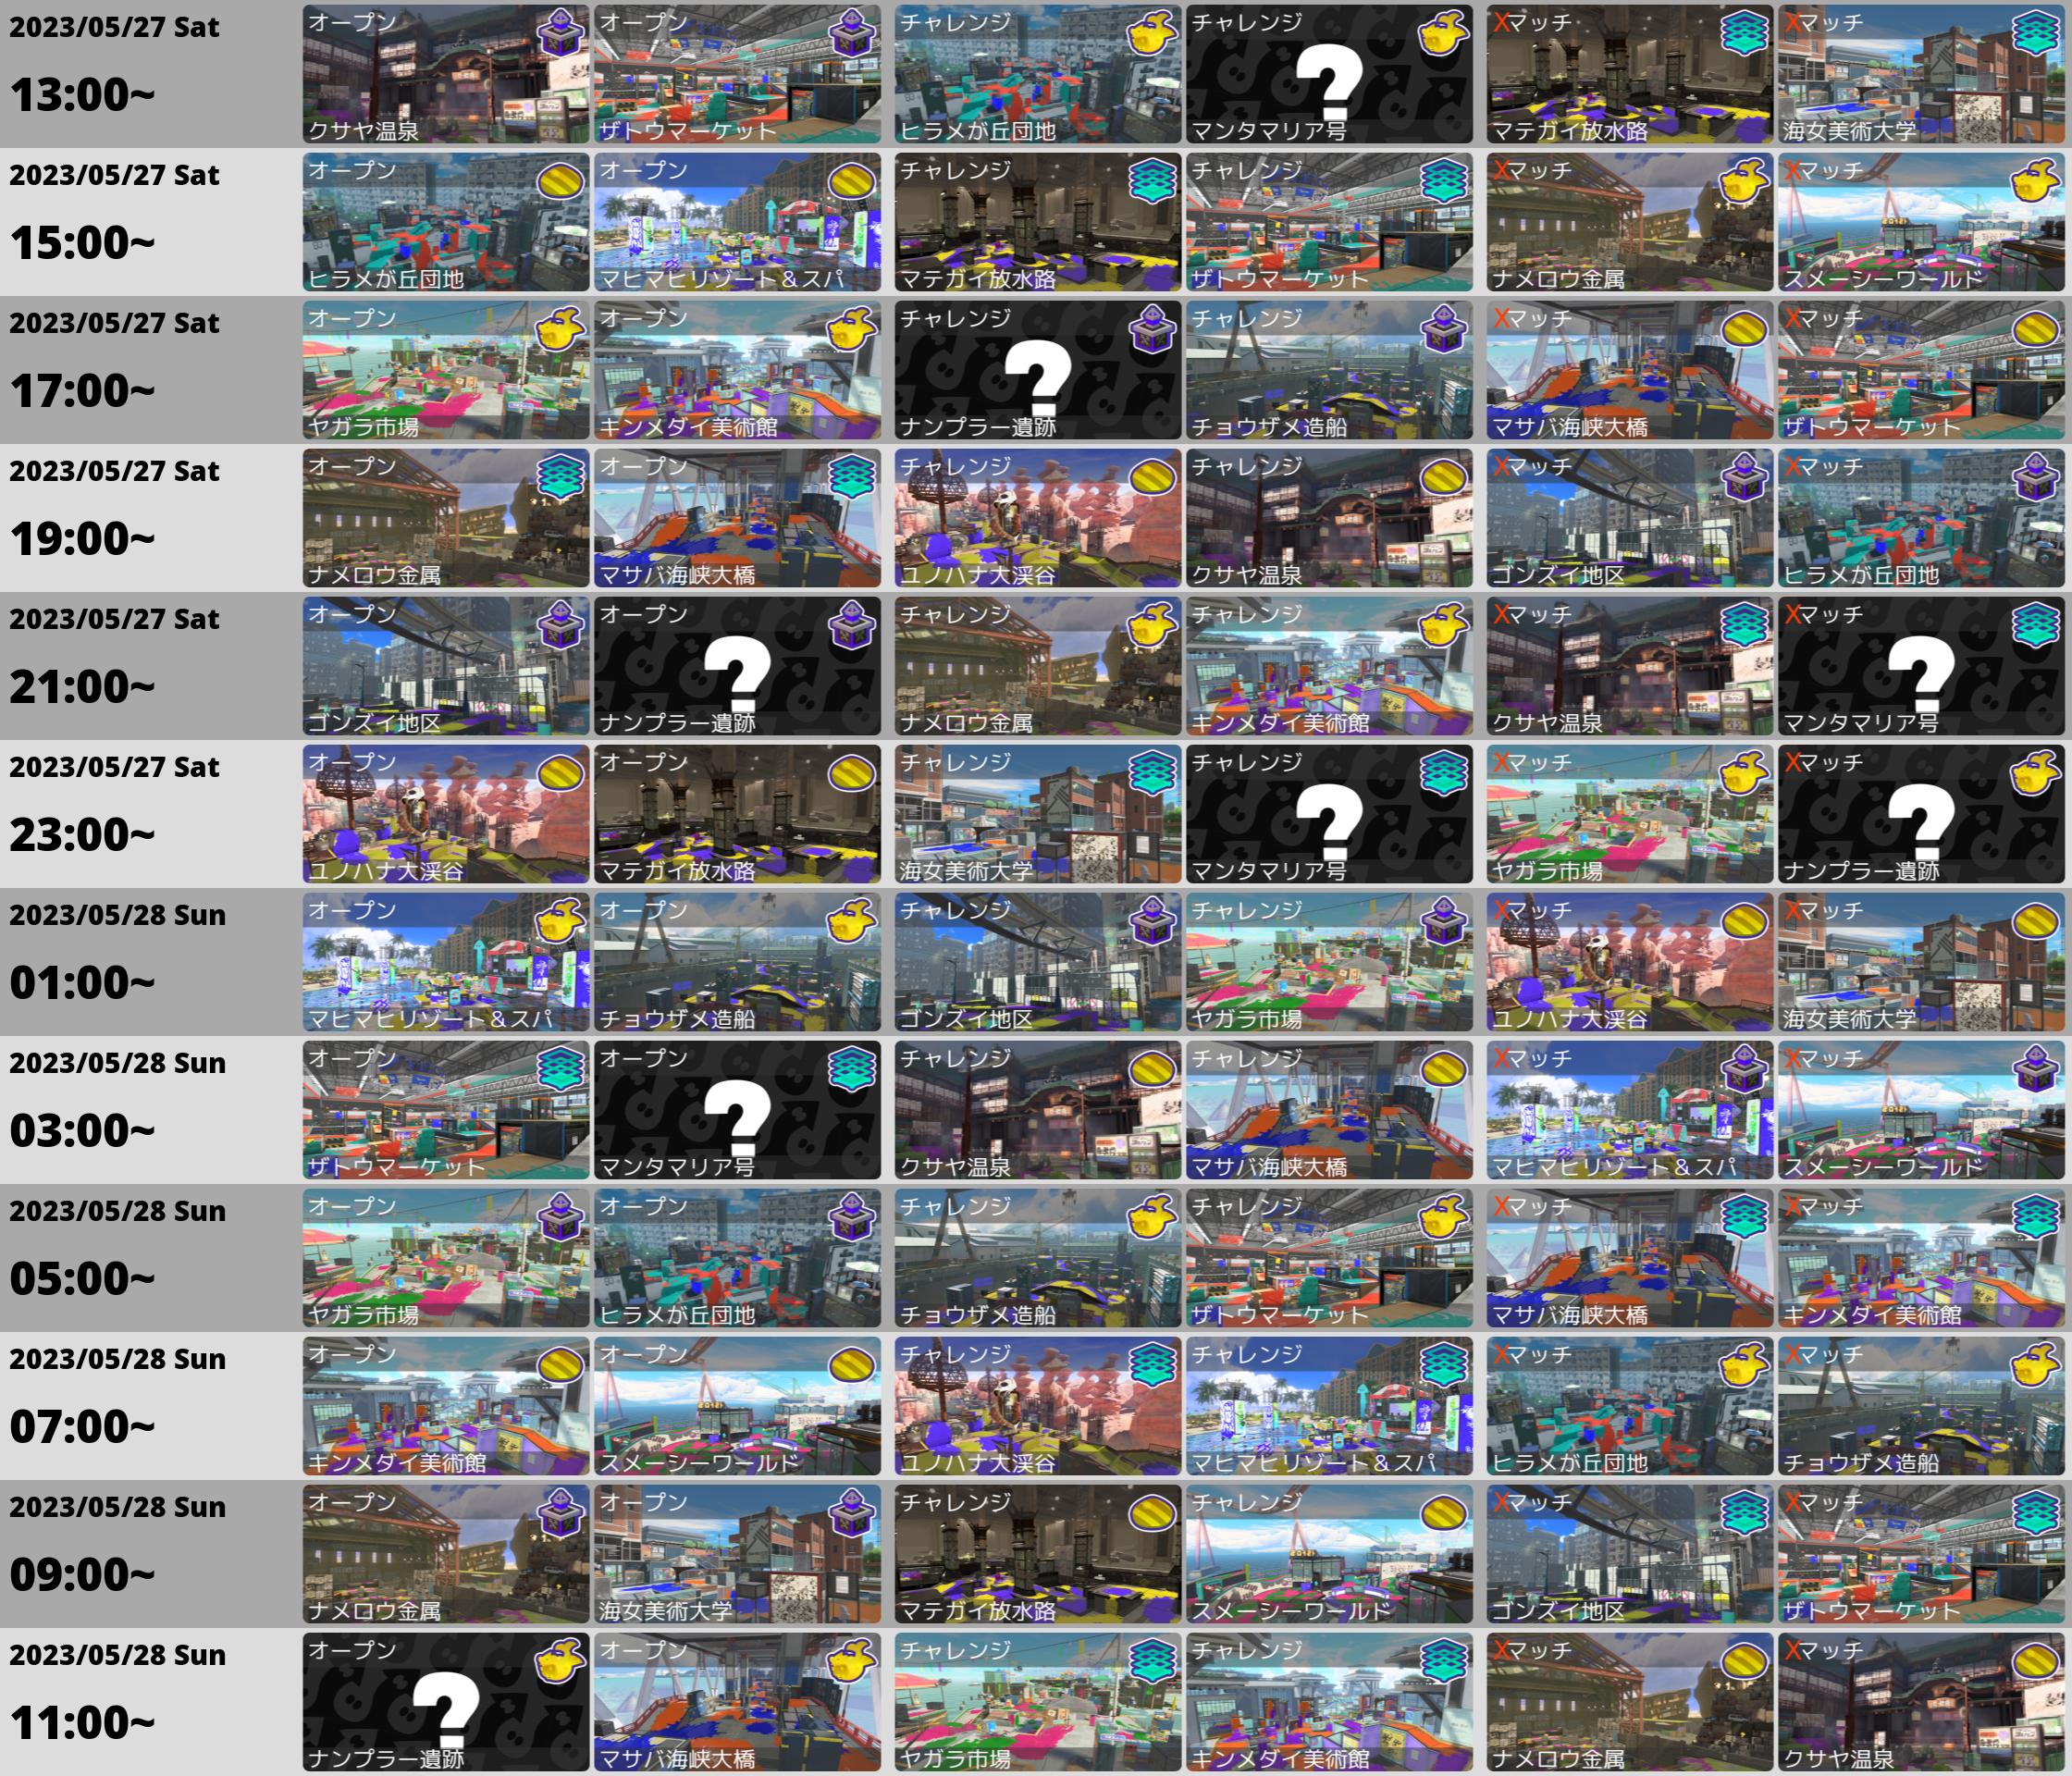 2023/05/27 Sat
13:00~
オープン
クサヤ温泉
オープン
ザトウマーケット
チャレンジ
ヒラメが丘団地
チャレンジ
マンタマリア号
Xマッチ
マテガイ放水路
Xマッチ
海女美術大学
2023/05/27 Sat
15:00~
オープン
ヒラメが丘団地
オープン
マヒマヒリゾート&スパ
チャレンジ
マテガイ放水路
チャレンジ
ザトウマーケット
Xマッチ
ナメロウ金属
Xマッチ
スメーシーワールド
2023/05/27 Sat
17:00~
オープン
ヤガラ市場
オープン
キンメダイ美術館
チャレンジ
ナンプラー遺跡
チャレンジ
チョウザメ造船
Xマッチ
マサバ海峡大橋
Xマッチ
ザトウマーケット
2023/05/27 Sat
19:00~
オープン
ナメロウ金属
オープン
マサバ海峡大橋
チャレンジ
ユノハナ大渓谷
チャレンジ
クサヤ温泉
Xマッチ
ゴンズイ地区
Xマッチ
ヒラメが丘団地
2023/05/27 Sat
21:00~
オープン
ゴンズイ地区
オープン
ナンプラー遺跡
チャレンジ
ナメロウ金属
チャレンジ
キンメダイ美術館
Xマッチ
クサヤ温泉
Xマッチ
マンタマリア号
2023/05/27 Sat
23:00~
オープン
ユノハナ大渓谷
オープン
マテガイ放水路
チャレンジ
海女美術大学
チャレンジ
マンタマリア号
Xマッチ
ヤガラ市場
Xマッチ
ナンプラー遺跡
2023/05/28 Sun
01:00~
オープン
マヒマヒリゾート&スパ
オープン
チョウザメ造船
チャレンジ
ゴンズイ地区
チャレンジ
ヤガラ市場
Xマッチ
ユノハナ大渓谷
Xマッチ
海女美術大学
2023/05/28 Sun
03:00~
オープン
ザトウマーケット
オープン
マンタマリア号
チャレンジ
クサヤ温泉
チャレンジ
マサバ海峡大橋
Xマッチ
マヒマヒリゾート&スパ
Xマッチ
スメーシーワールド
2023/05/28 Sun
05:00~
オープン
ヤガラ市場
オープン
ヒラメが丘団地
チャレンジ
チョウザメ造船
チャレンジ
ザトウマーケット
Xマッチ
マサバ海峡大橋
Xマッチ
キンメダイ美術館
2023/05/28 Sun
07:00~
オープン
キンメダイ美術館
オープン
スメーシーワールド
チャレンジ
ユノハナ大渓谷
チャレンジ
マヒマヒリゾート&スパ
Xマッチ
ヒラメが丘団地
Xマッチ
チョウザメ造船
2023/05/28 Sun
09:00~
オープン
ナメロウ金属
オープン
海女美術大学
チャレンジ
マテガイ放水路
チャレンジ
スメーシーワールド
Xマッチ
ゴンズイ地区
Xマッチ
ザトウマーケット
2023/05/28 Sun
11:00~
オープン
ナンプラー遺跡
オープン
マサバ海峡大橋
チャレンジ
ヤガラ市場
チャレンジ
キンメダイ美術館
Xマッチ
ナメロウ金属
Xマッチ
クサヤ温泉